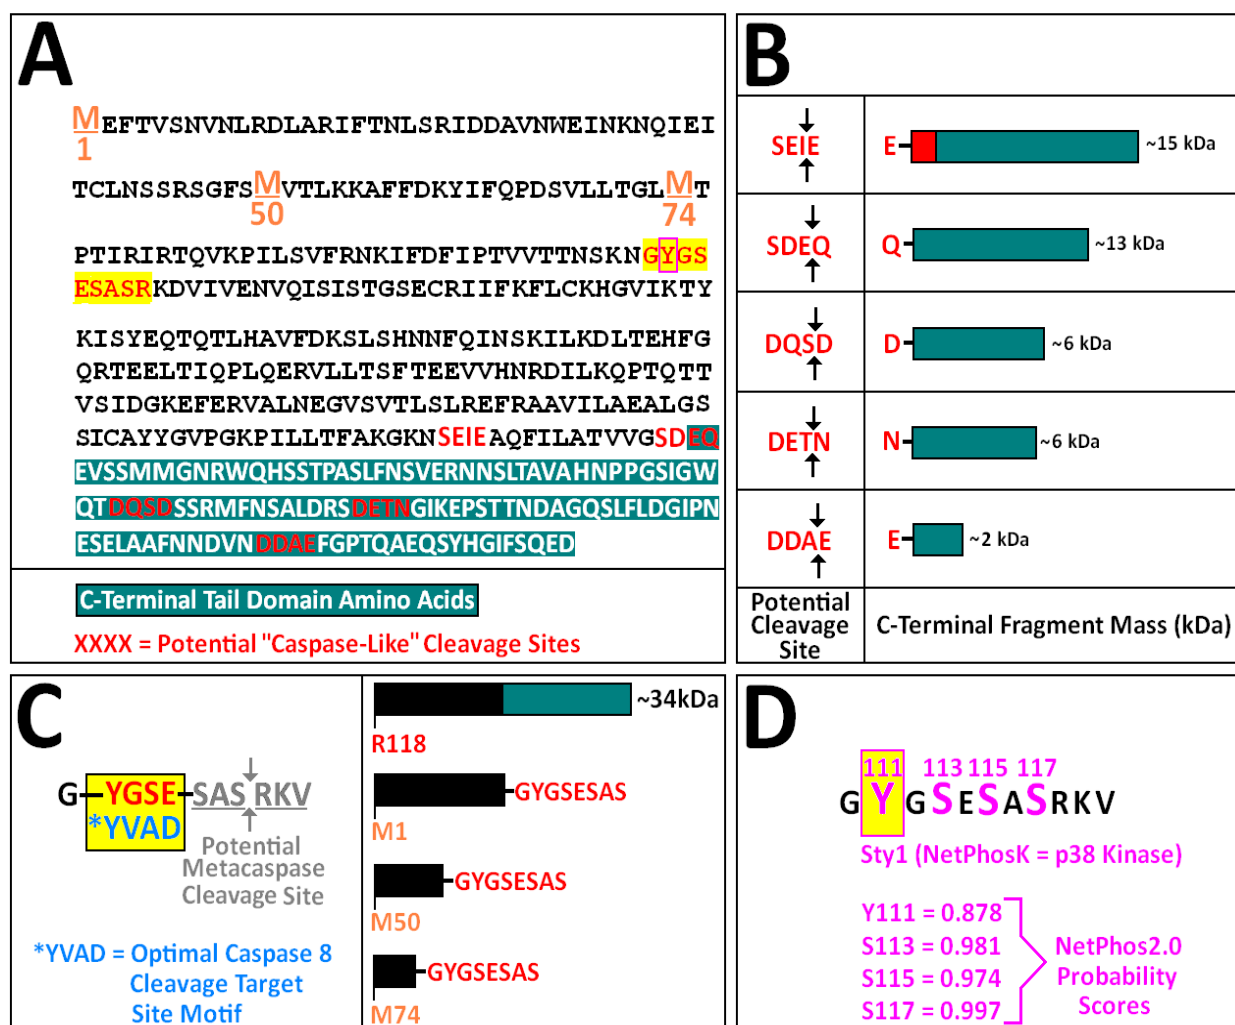 A
MEFTVSNVNLRDLARIFTNLSRIDDAVNWEINKNQIEI
1
TCLNSSRSGFSMVTLKKAFFDKYIFQPDSVLLTGLMT
50 74
PTIRIRTQVKPILSVFRNKIFDFIPTVVTTNSKNGYGS
ESASRKDVIVENVQISISTGSECRIIFKFLCKHGVIKTY
KISYEQTQTLHAVFDKSLSHNNFQINSKILKDLTEHFG
QRTEELTIQPLQERVLLTSFTEEVVHNRDILKQPTQTT
VSIDGKEFERVALNEGVSVTLSLREFRAAVILAEALGS
SICAYYGVPGKPILLTFAKGKNSEIEAQFILATVVGSDEQ
EVSSMMGNRWQHSSTPASLFNSVERNNSLTAVAHNPPGSIGW
QTDQSDSSRMFNSALDRSDETNGIKEPSTTNDAGQSLFLDGIPN
ESELAAFNNDVNDDAEFGPTQAEQSYHGIFSQED
C-Terminal Tail Domain Amino Acids
XXXX = Potential "Caspase-Like" Cleavage Sites
B
SEIE E ~15 kDa
SDEQ Q ~13 kDa
DQSD D ~6 kDa
DETN N ~6 kDa
DDAE E ~2 kDa
Potential
Cleavage
Site
C-Terminal Fragment Mass (kDa)
C
G YGSE SAS RKV
*YVAD
Potential
Metacaspase
Cleavage Site
*YVAD = Optimal Caspase 8
Cleavage Target
Site Motif
~34kDa
R118
GYGSESAS
M1
GYGSESAS
M50
GYGSESAS
M74
D
111 113 115 117
GYGSESASRKV
Sty1 (NetPhosK = p38 Kinase)
Y111 = 0.878
S113 = 0.981
S115 = 0.974
S117 = 0.997
NetPhos2.0
Probability
Scores